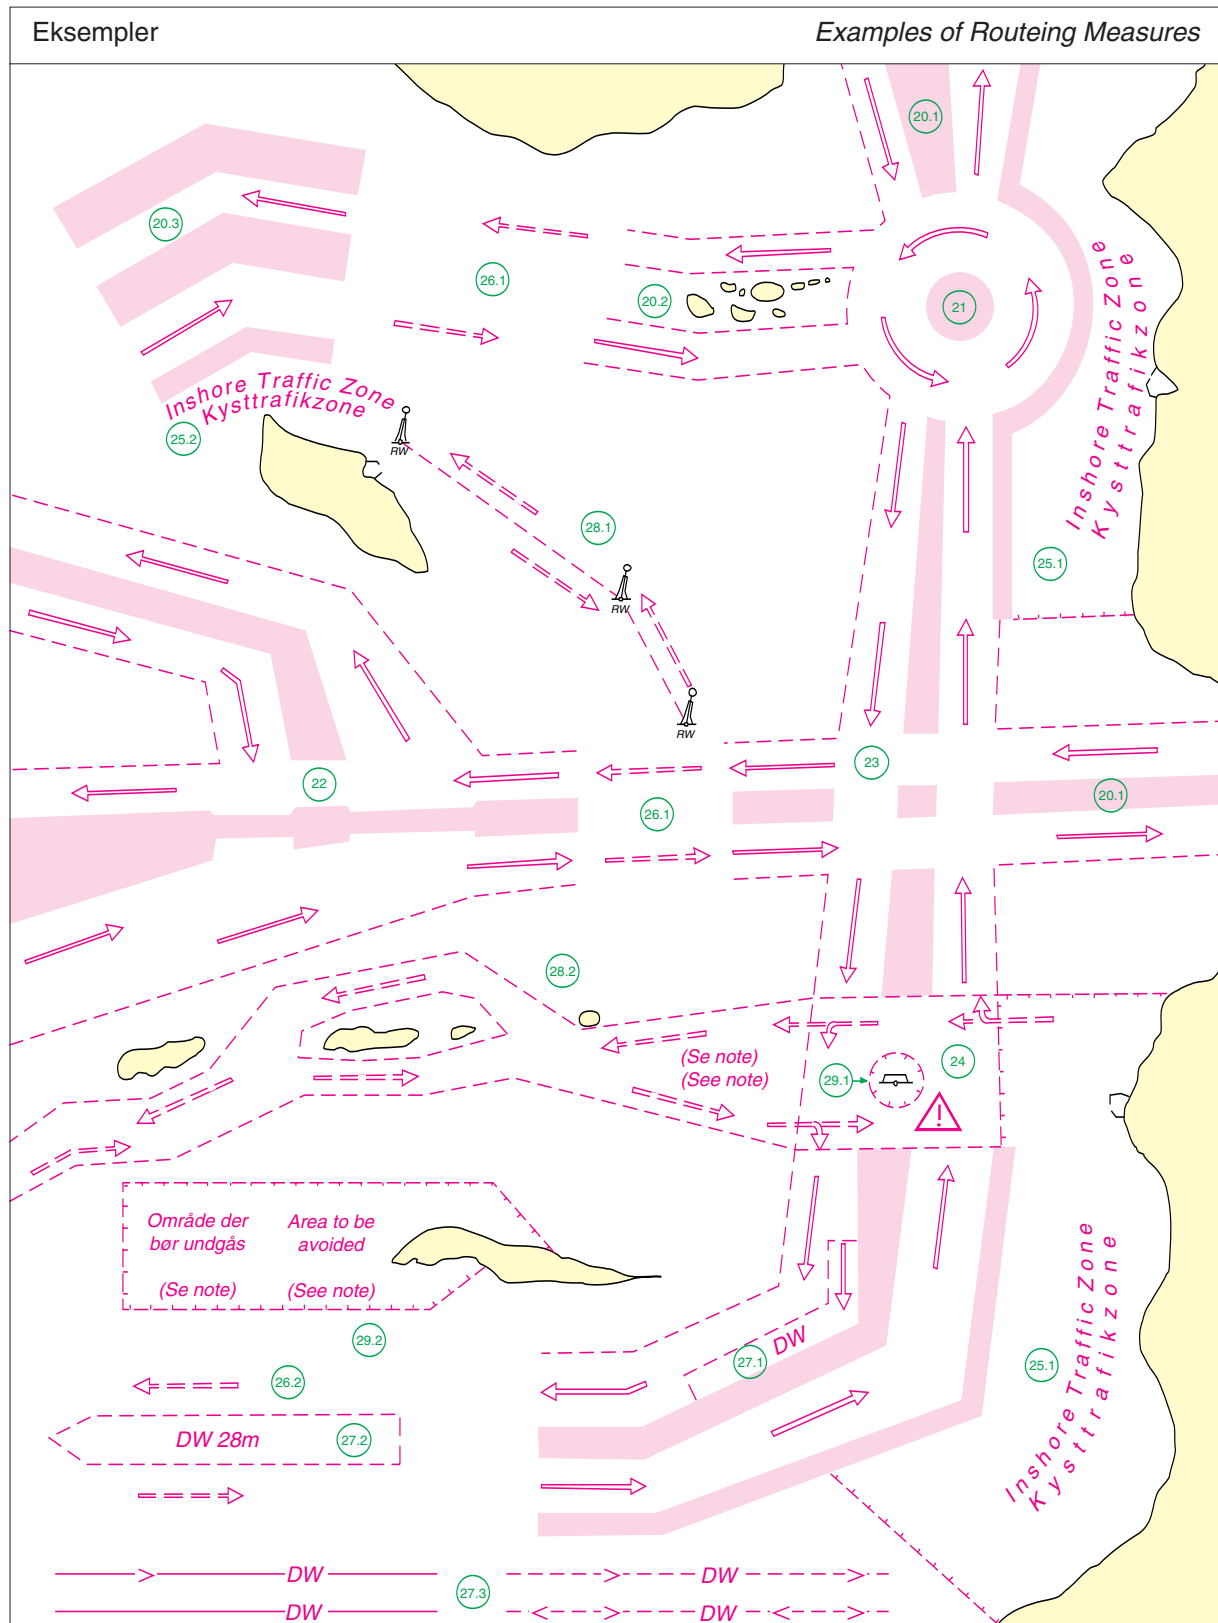 Eksempler
Examples of Routeing Measures
20.1
20.3
26.1
20.2
21
Inshore Traffic Zone
Kysttrafikzone
Inshore Traffic Zone
Kysttrafikzone
25.2
RW
28.1
25.1
RW
RW
23
22
26.1
20.1
28.2
(Se note)
(See note)
29.1
24
Område der
bør undgås
(Se note)
Area to be
avoided
(See note)
29.2
26.2
27.1
DW
25.1
Inshore Traffic Zone
Kysttrafikzone
DW 28m
27.2
DW
DW
27.3
DW
DW